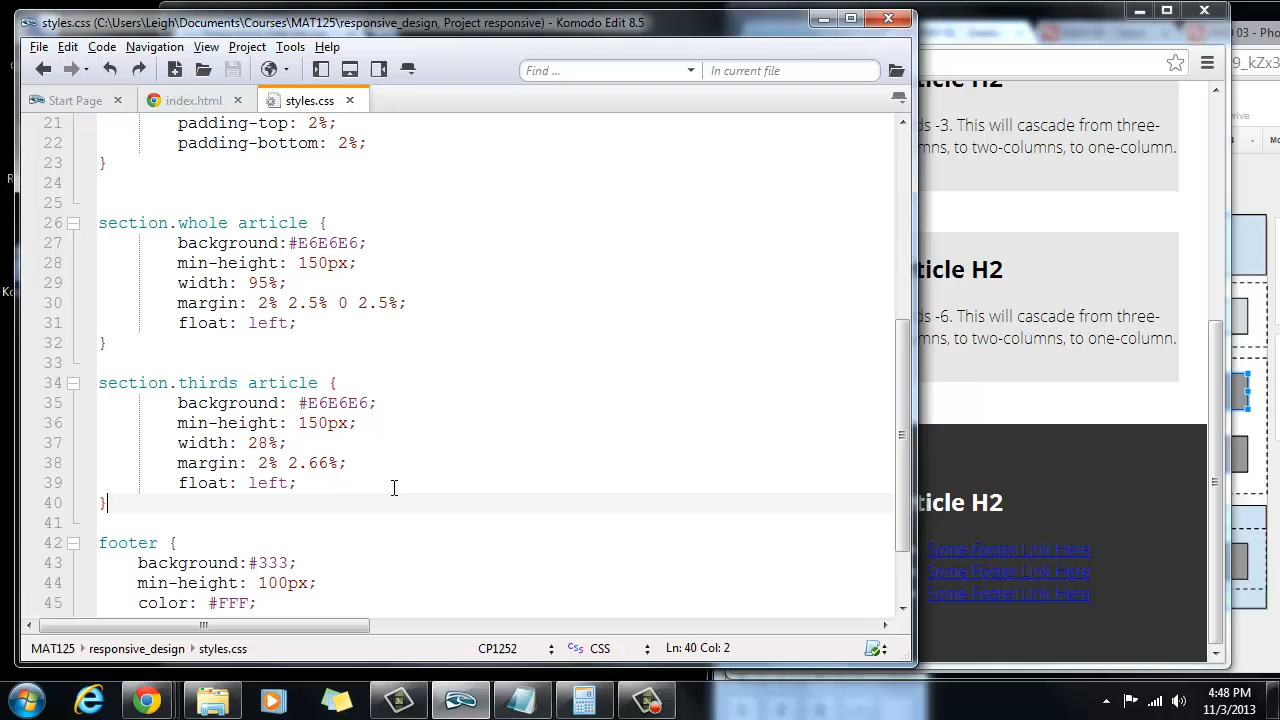 styles.css (C:\Users\Leigh\Documents\Courses\MAT125\responsive_design, Project responsive) - Komodo Edit 8.5
File Edit Code Navigation View Project Tools Help
Find ... In current file
Start Page index.html styles.css
21 padding-top: 2%;
22 padding-bottom: 2%;
23 }
24
25
26 section.whole article {
27 background:#E6E6E6;
28 min-height: 150px;
29 width: 95%;
30 margin: 2% 2.5% 0 2.5%;
31 float: left;
32 }
33
34 section.thirds article {
35 background: #E6E6E6;
36 min-height: 150px;
37 width: 28%;
38 margin: 2% 2.66%;
39 float: left;
40 }
41
42 footer {
43 background:#333;
44 min-height: 100px;
45 color: #FFF;
MAT125 responsive_design styles.css CP1252 CSS Ln: 40 Col: 2
ticle H2
ds -3. This will cascade from three-
mns, to two-columns, to one-column.
ticle H2
ds -6. This will cascade from three-
mns, to two-columns, to one-column.
ticle H2
Some Footer Link Here
Some Footer Link Here
Some Footer Link Here
03 - Pho
9_kZx3
4:48 PM
11/3/2013